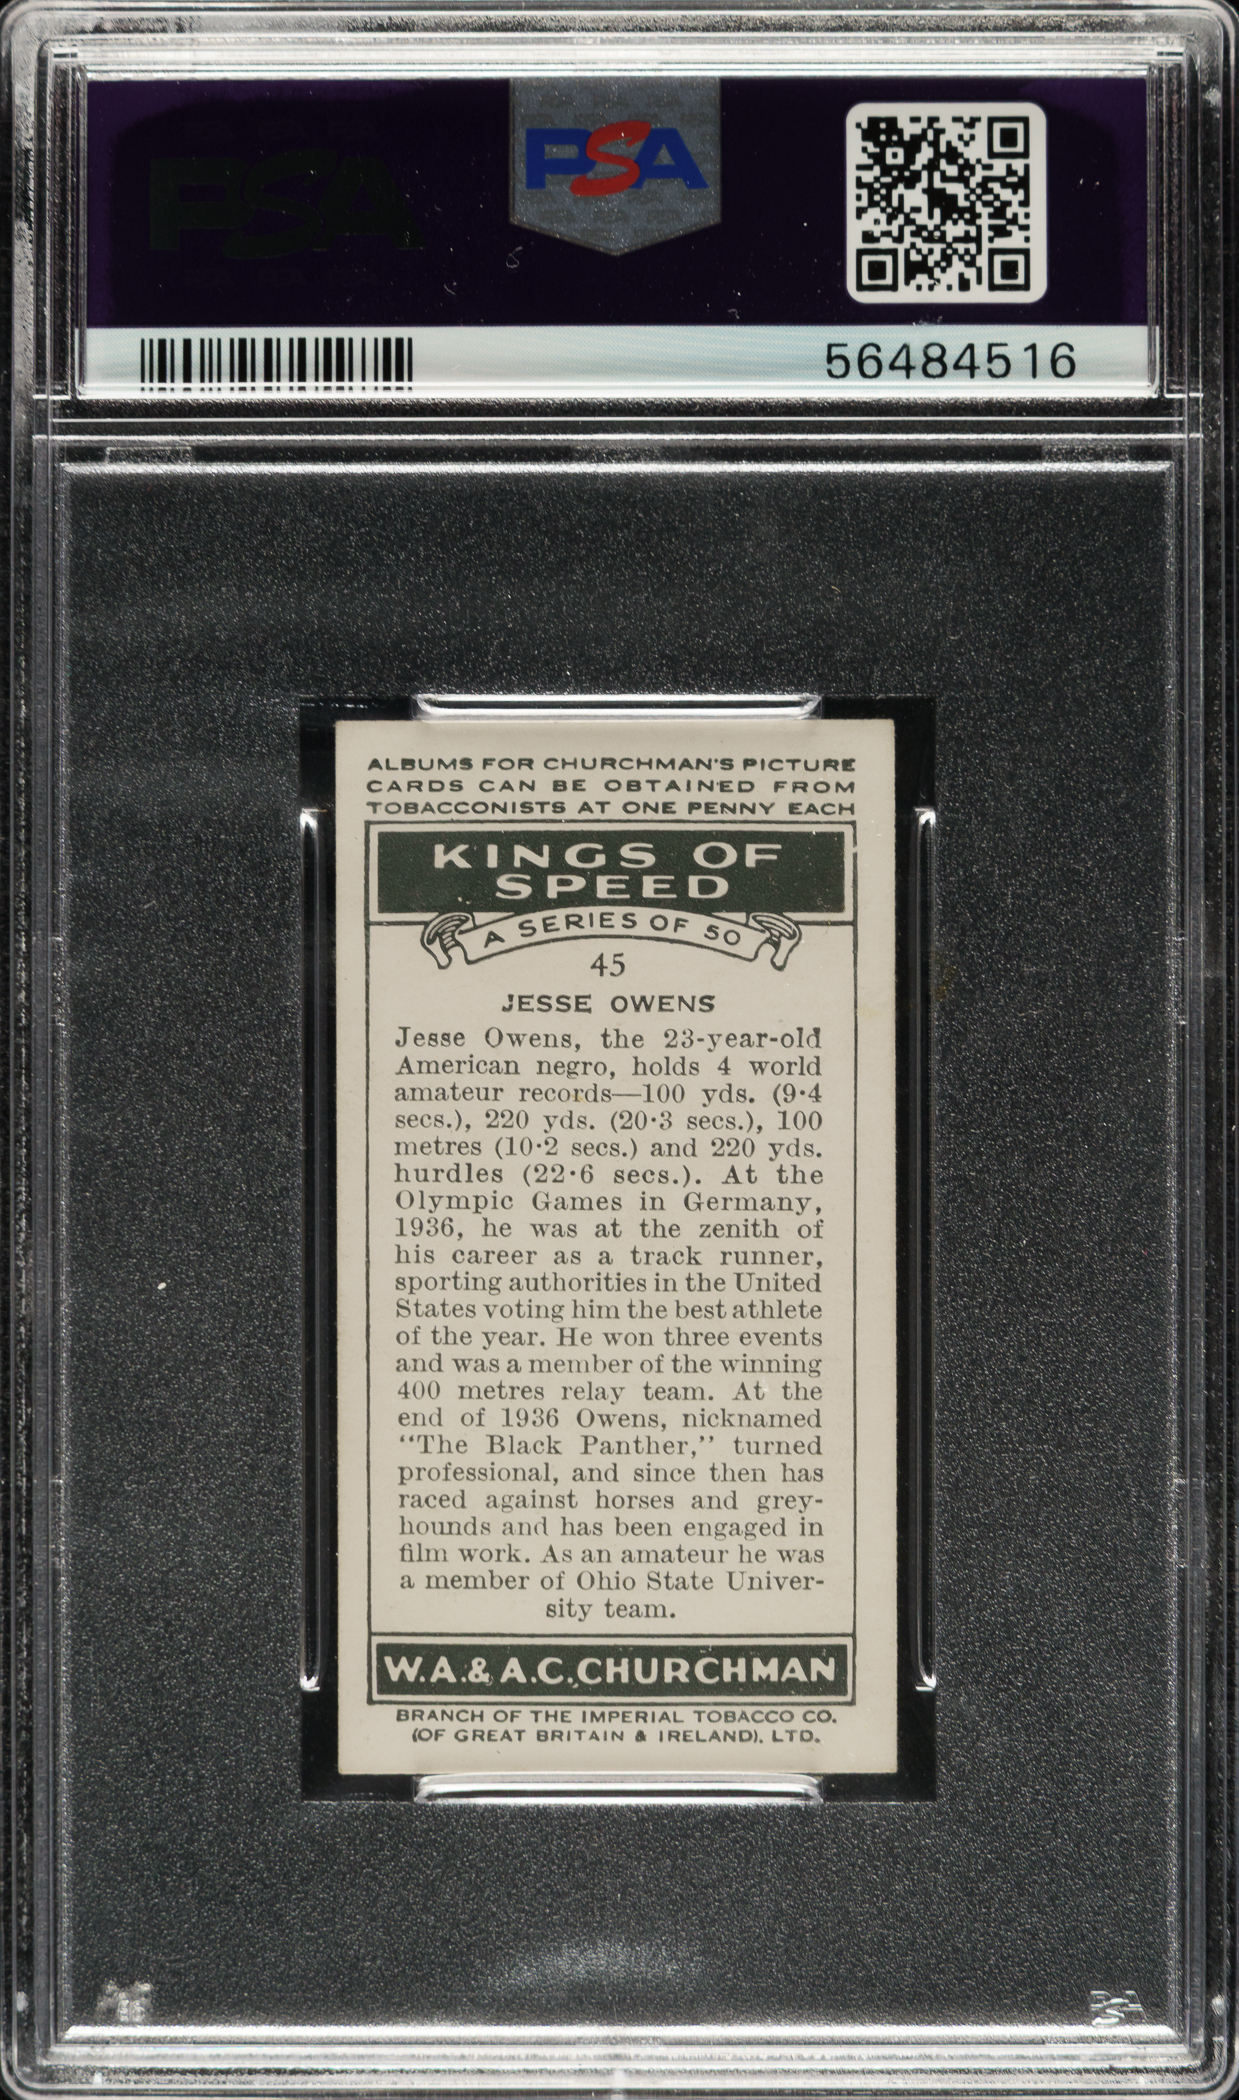 PSA
PSA
56484516
ALBUMS FOR CHURCHMAN'S PICTURE
CARDS CAN BE OBTAINED FROM
TOBACCONISTS AT ONE PENNY EACH
KINGS OF
SPEED
A SERIES OF 50
45
JESSE OWENS
Jesse Owens, the 23-year-old
American negro, holds 4 world
amateur records—100 yds. (9·4
secs.), 220 yds. (20·3 secs.), 100
metres (10·2 secs.) and 220 yds.
hurdles (22·6 secs.). At the
Olympic Games in Germany,
1936, he was at the zenith of
his career as a track runner,
sporting authorities in the United
States voting him the best athlete
of the year. He won three events
and was a member of the winning
400 metres relay team. At the
end of 1936 Owens, nicknamed
“The Black Panther,” turned
professional, and since then has
raced against horses and grey-
hounds and has been engaged in
film work. As an amateur he was
a member of Ohio State Univer-
sity team.
W.A.& A.C.CHURCHMAN
BRANCH OF THE IMPERIAL TOBACCO CO.
(OF GREAT BRITAIN & IRELAND), LTD.
PSA